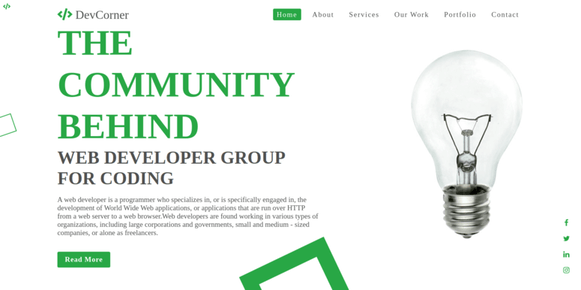 DevCorner
Home About Services Our Work Portfolio Contact
THE
COMMUNITY
BEHIND
WEB DEVELOPER GROUP
FOR CODING
A web developer is a programmer who specializes in, or is specifically engaged in, the
development of World Wide Web applications, or applications that are run over HTTP
from a web server to a web browser.Web developers are found working in various types of
organizations, including large corporations and governments, small and medium - sized
companies, or alone as freelancers.
Read More